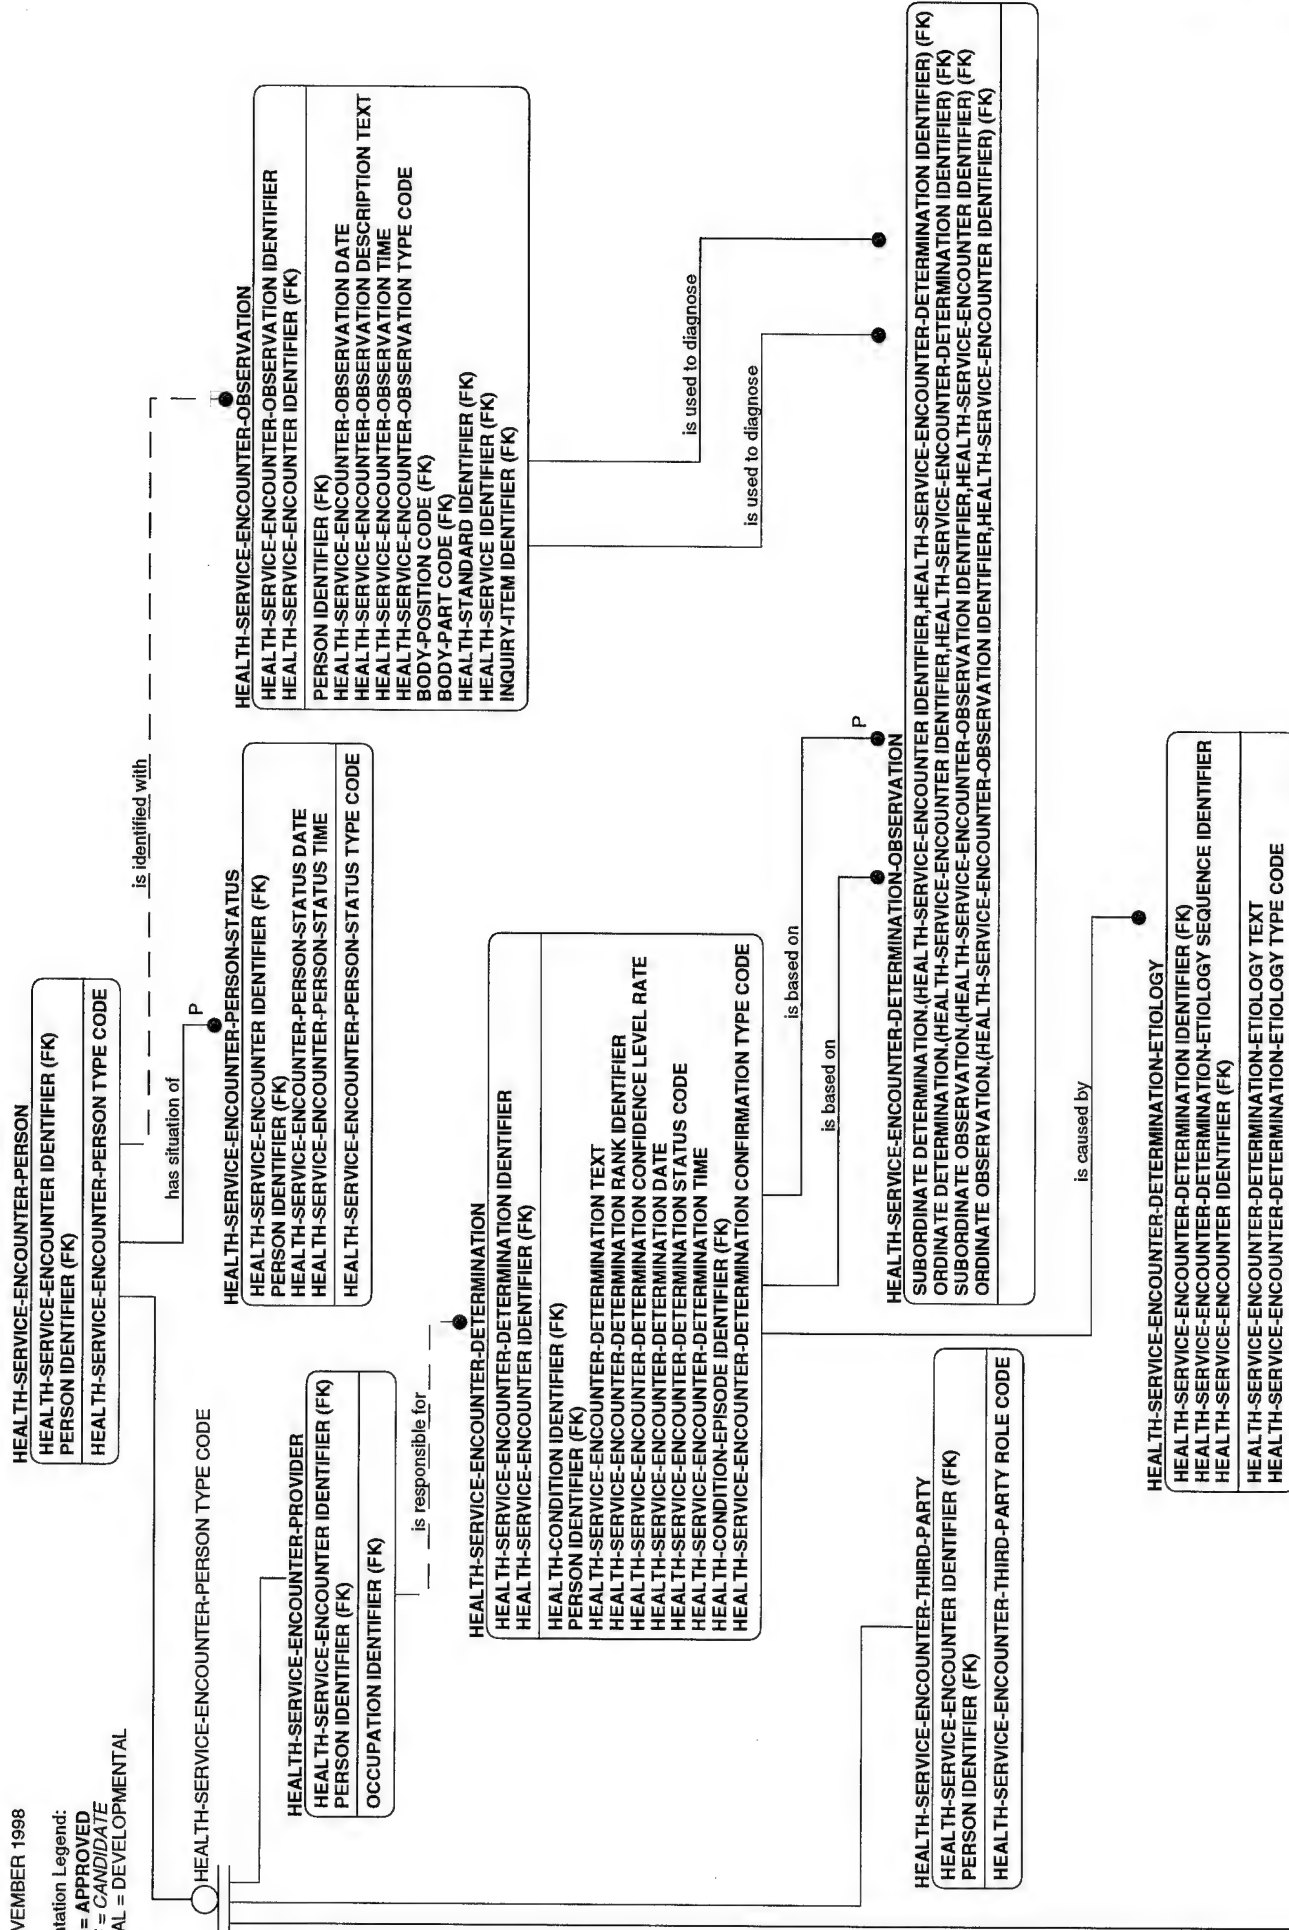 VEMBER 1998
ntation Legend:
= APPROVED
= CANDIDATE
AL = DEVELOPMENTAL
HEALTH-SERVICE-ENCOUNTER-PERSON
HEALTH-SERVICE-ENCOUNTER IDENTIFIER (FK)
PERSON IDENTIFIER (FK)
HEALTH-SERVICE-ENCOUNTER-PERSON TYPE CODE
is identified with
has situation of
P
HEALTH-SERVICE-ENCOUNTER-PERSON TYPE CODE
HEALTH-SERVICE-ENCOUNTER-PERSON-STATUS
HEALTH-SERVICE-ENCOUNTER IDENTIFIER (FK)
PERSON IDENTIFIER (FK)
HEALTH-SERVICE-ENCOUNTER-PERSON-STATUS DATE
HEALTH-SERVICE-ENCOUNTER-PERSON-STATUS TIME
HEALTH-SERVICE-ENCOUNTER-PERSON-STATUS TYPE CODE
HEALTH-SERVICE-ENCOUNTER-OBSERVATION
HEALTH-SERVICE-ENCOUNTER-OBSERVATION IDENTIFIER
HEALTH-SERVICE-ENCOUNTER IDENTIFIER (FK)
PERSON IDENTIFIER (FK)
HEALTH-SERVICE-ENCOUNTER-OBSERVATION DATE
HEALTH-SERVICE-ENCOUNTER-OBSERVATION DESCRIPTION TEXT
HEALTH-SERVICE-ENCOUNTER-OBSERVATION TIME
HEALTH-SERVICE-ENCOUNTER-OBSERVATION TYPE CODE
BODY-POSITION CODE (FK)
BODY-PART CODE (FK)
HEALTH-STANDARD IDENTIFIER (FK)
HEALTH-SERVICE IDENTIFIER (FK)
INQUIRY-ITEM IDENTIFIER (FK)
HEALTH-SERVICE-ENCOUNTER-PROVIDER
HEALTH-SERVICE-ENCOUNTER IDENTIFIER (FK)
PERSON IDENTIFIER (FK)
OCCUPATION IDENTIFIER (FK)
is responsible for
HEALTH-SERVICE-ENCOUNTER-DETERMINATION
HEALTH-SERVICE-ENCOUNTER-DETERMINATION IDENTIFIER
HEALTH-SERVICE-ENCOUNTER IDENTIFIER (FK)
HEALTH-CONDITION IDENTIFIER (FK)
PERSON IDENTIFIER (FK)
HEALTH-SERVICE-ENCOUNTER-DETERMINATION TEXT
HEALTH-SERVICE-ENCOUNTER-DETERMINATION RANK IDENTIFIER
HEALTH-SERVICE-ENCOUNTER-DETERMINATION CONFIDENCE LEVEL RATE
HEALTH-SERVICE-ENCOUNTER-DETERMINATION DATE
HEALTH-SERVICE-ENCOUNTER-DETERMINATION STATUS CODE
HEALTH-SERVICE-ENCOUNTER-DETERMINATION TIME
HEALTH-CONDITION-EPISODE IDENTIFIER (FK)
HEALTH-SERVICE-ENCOUNTER-DETERMINATION CONFIRMATION TYPE CODE
is used to diagnose
is used to diagnose
is based on
is based on
P
HEALTH-SERVICE-ENCOUNTER-DETERMINATION-OBSERVATION
SUBORDINATE DETERMINATION.(HEALTH-SERVICE-ENCOUNTER IDENTIFIER,HEALTH-SERVICE-ENCOUNTER-DETERMINATION IDENTIFIER) (FK)
ORDINATE DETERMINATION.(HEALTH-SERVICE-ENCOUNTER IDENTIFIER,HEALTH-SERVICE-ENCOUNTER-DETERMINATION IDENTIFIER) (FK)
SUBORDINATE OBSERVATION.(HEALTH-SERVICE-ENCOUNTER-OBSERVATION IDENTIFIER,HEALTH-SERVICE-ENCOUNTER IDENTIFIER) (FK)
ORDINATE OBSERVATION.(HEALTH-SERVICE-ENCOUNTER-OBSERVATION IDENTIFIER,HEALTH-SERVICE-ENCOUNTER IDENTIFIER) (FK)
HEALTH-SERVICE-ENCOUNTER-THIRD-PARTY
HEALTH-SERVICE-ENCOUNTER IDENTIFIER (FK)
PERSON IDENTIFIER (FK)
HEALTH-SERVICE-ENCOUNTER-THIRD-PARTY ROLE CODE
is caused by
HEALTH-SERVICE-ENCOUNTER-DETERMINATION-ETIOLOGY
HEALTH-SERVICE-ENCOUNTER-DETERMINATION IDENTIFIER (FK)
HEALTH-SERVICE-ENCOUNTER-DETERMINATION-ETIOLOGY SEQUENCE IDENTIFIER
HEALTH-SERVICE-ENCOUNTER IDENTIFIER (FK)
HEALTH-SERVICE-ENCOUNTER-DETERMINATION-ETIOLOGY TEXT
HEALTH-SERVICE-ENCOUNTER-DETERMINATION-ETIOLOGY TYPE CODE